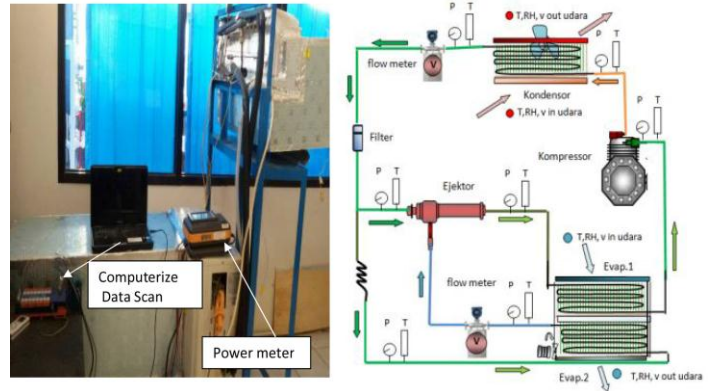 Computerize
Data Scan
Power meter
P
T
T,RH, v out udara
flow meter
V
Kondensor
T,RH, v in udara
Filter
Kompressor
P
T
P
T
Ejektor
P
T
T,RH, v in udara
Evap.1
flow meter
P
T
V
P
T
Evap.2
T,RH, v out udara